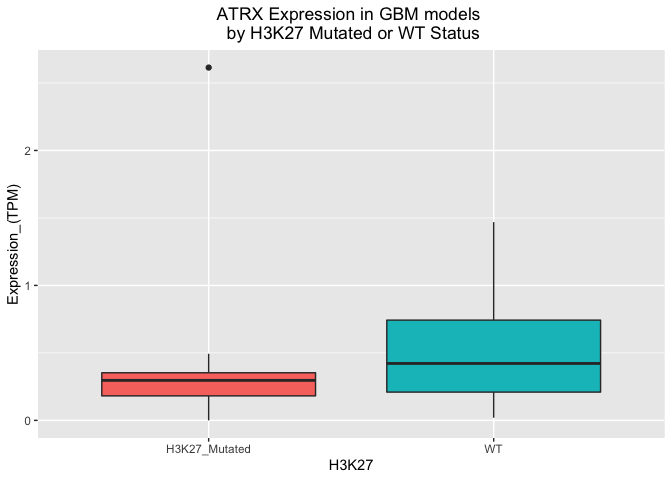 ATRX Expression in GBM models
by H3K27 Mutated or WT Status
Expression_(TPM)
2
1
0
H3K27_Mutated
WT
H3K27